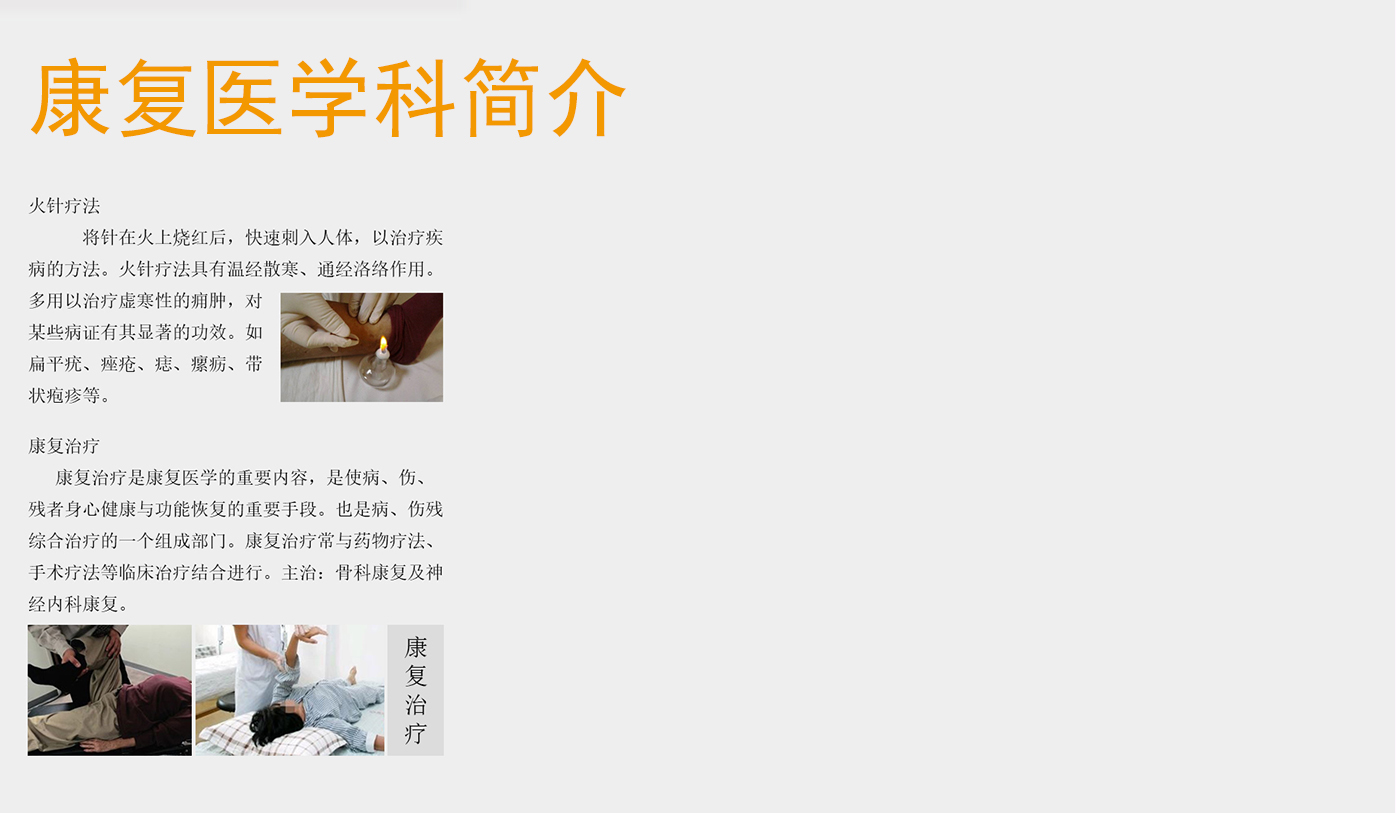 康复医学科简介
火针疗法
将针在火上烧红后，快速刺入人体，以治疗疾
病的方法。火针疗法具有温经散寒、通经洛络作用。
多用以治疗虚寒性的痈肿，对
某些病证有其显著的功效。如
扁平疣、痤疮、痣、瘰疬、带
状疱疹等。
康复治疗
康复治疗是康复医学的重要内容，是使病、伤、
残者身心健康与功能恢复的重要手段。也是病、伤残
综合治疗的一个组成部门。康复治疗常与药物疗法、
手术疗法等临床冶疗结合进行。主治：骨科康复及神
经内科康复。
康复治疗